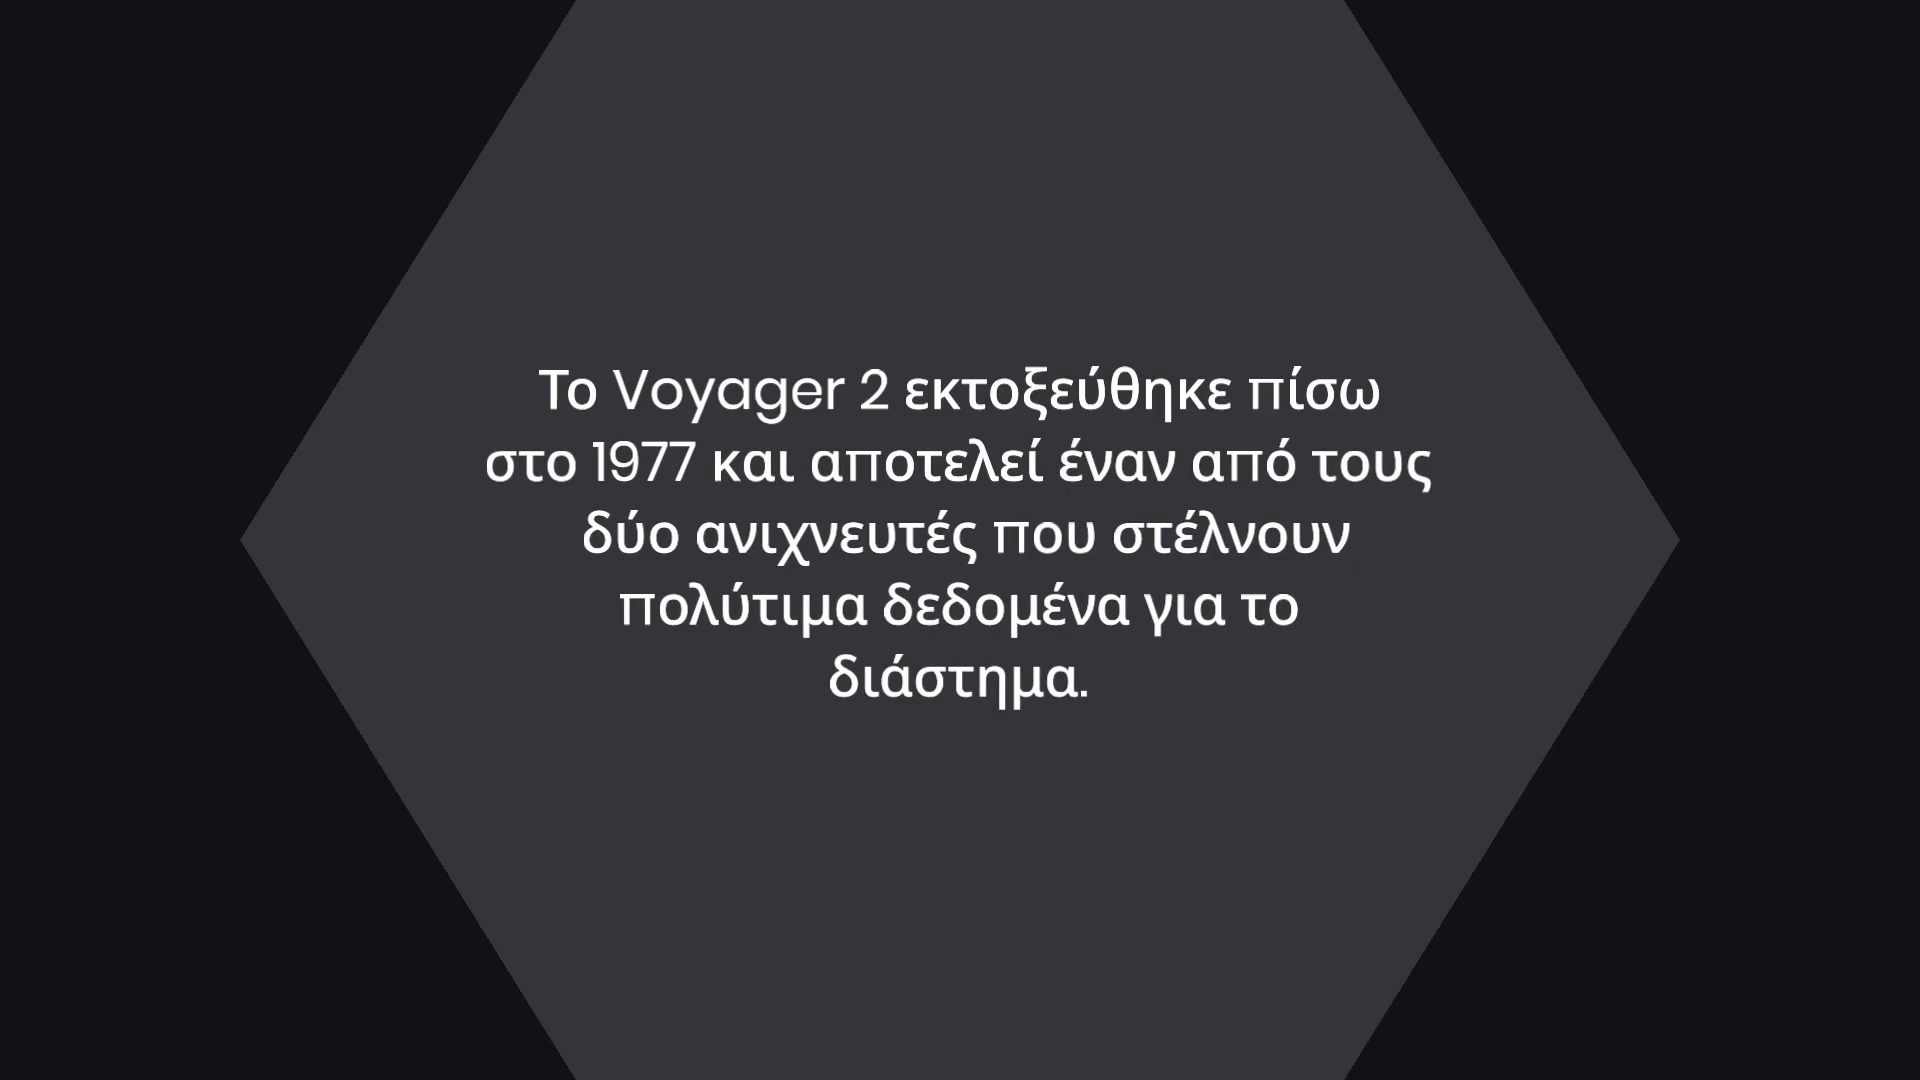 Το Voyager 2 εκτοξεύθηκε πίσω
στο 1977 και αποτελεί έναν από τους
δύο ανιχνευτές που στέλνουν
πολύτιμα δεδομένα για το
διάστημα.